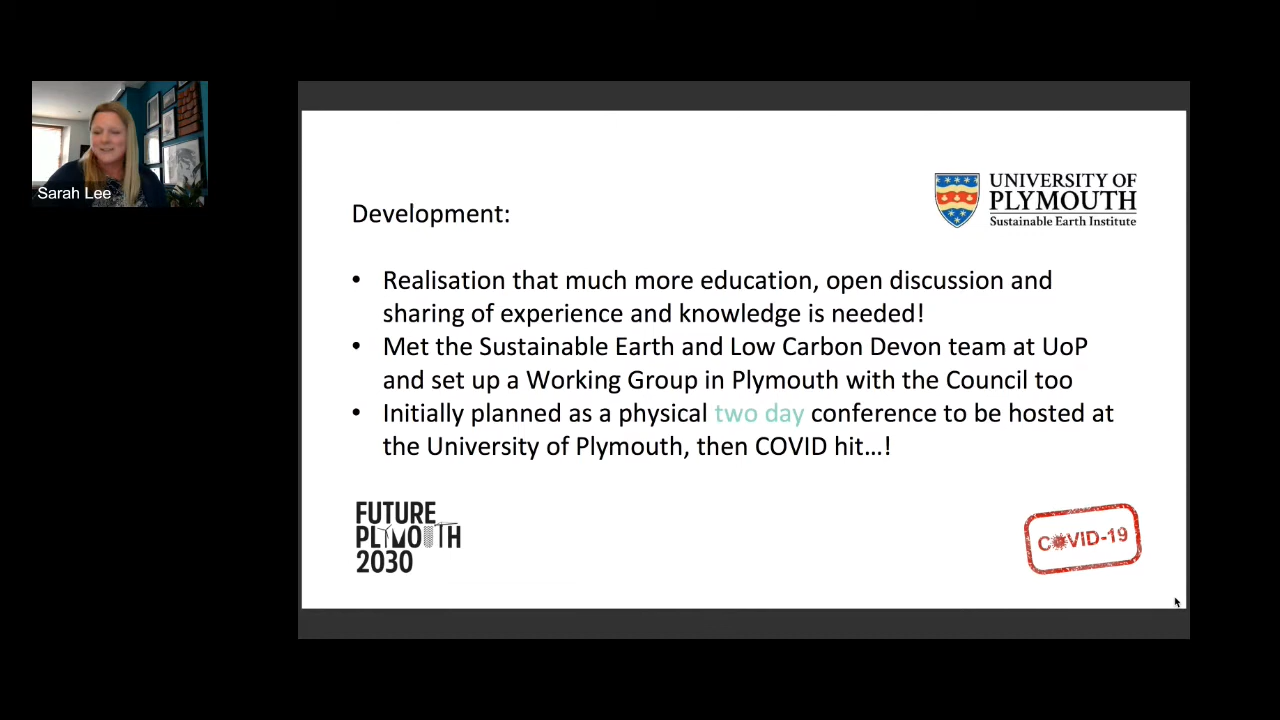 Sarah Lee
UNIVERSITY OF
PLYMOUTH
Sustainable Earth Institute
Development:
• Realisation that much more education, open discussion and
sharing of experience and knowledge is needed!
• Met the Sustainable Earth and Low Carbon Devon team at UoP
and set up a Working Group in Plymouth with the Council too
• Initially planned as a physical two day conference to be hosted at
the University of Plymouth, then COVID hit...!
FUTURE
PLYMOUTH
2030
COVID-19